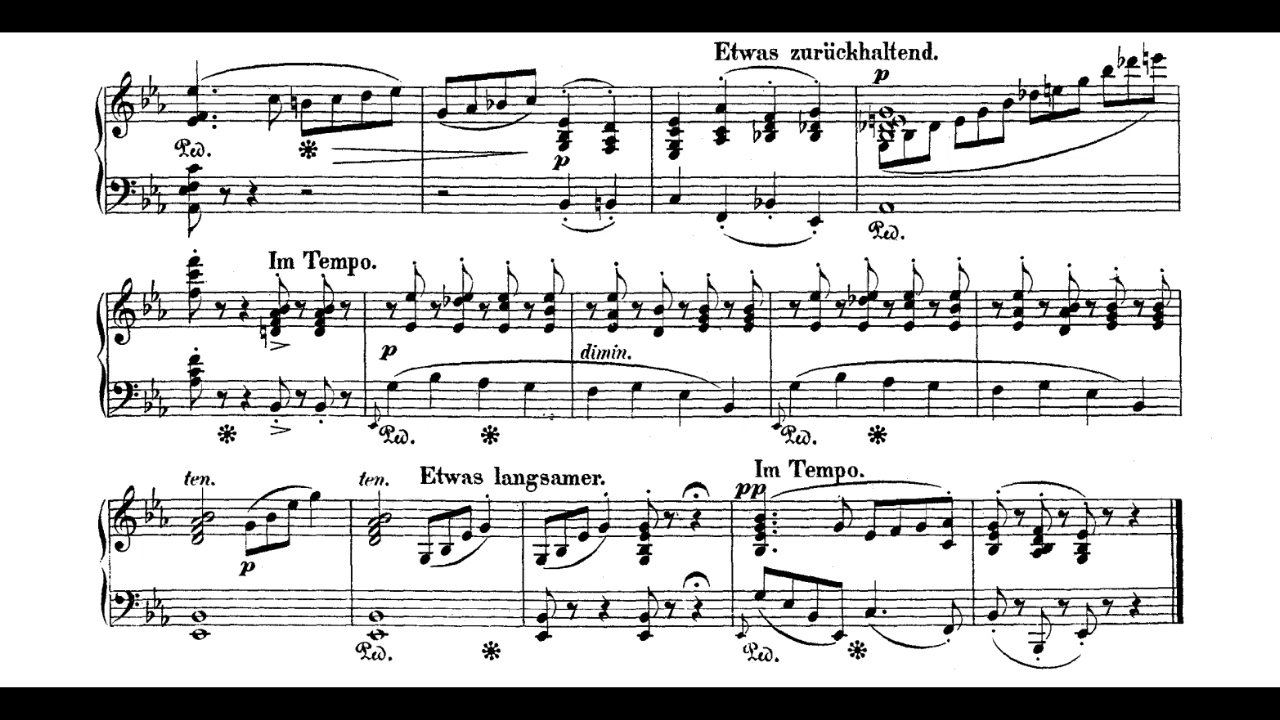 Etwas zurückhaltend.
p
Ped.
p
Ped.
Im Tempo.
p
dimin.
Ped.
Ped.
ten.
ten.
Etwas langsamer.
Im Tempo.
pp
p
Ped.
Ped.